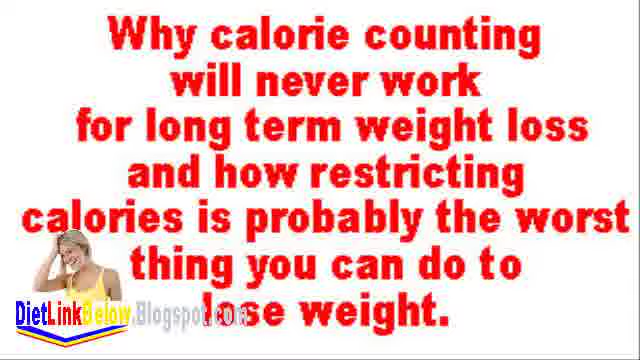 Why calorie counting
will never work
for long term weight loss
and how restricting
calories is probably the worst
thing you can do to
lose weight.
DietLinkBelow.Blogspot.com